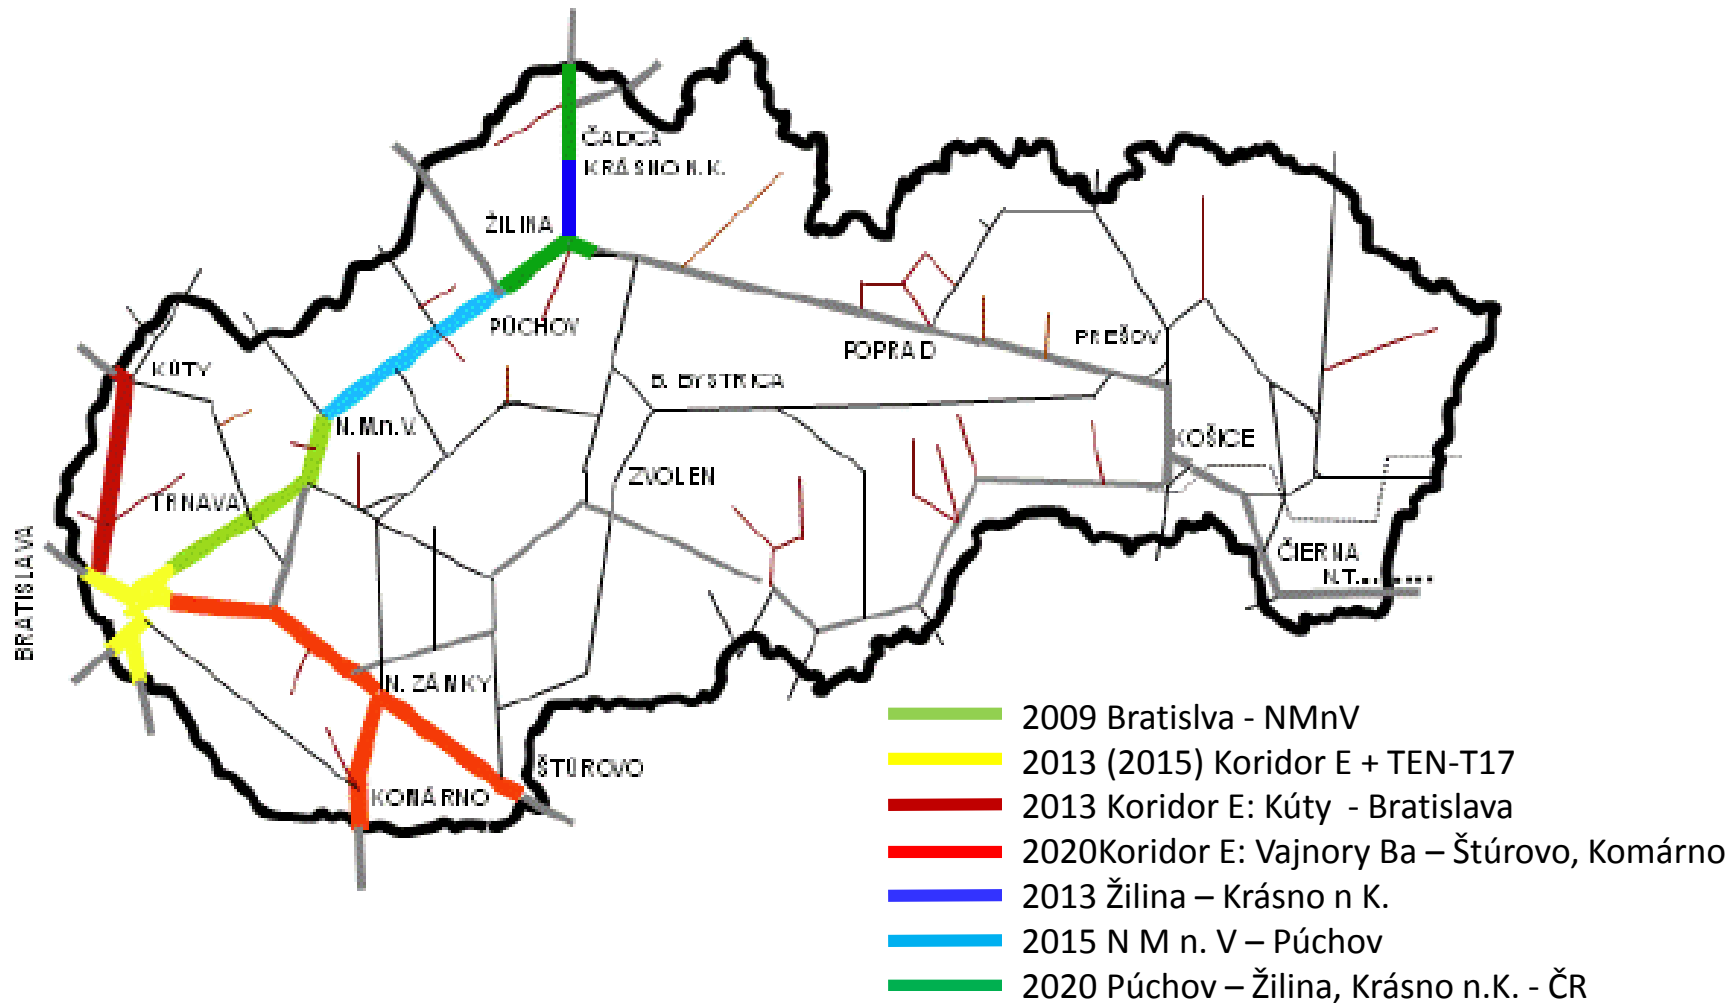 ČADCA
KRÁSNO N. K.
ŽILINA
PÚCHOV
KÚTY
POPRAD
PREŠOV
B. BYSTRICA
N. M.n. V.
KOŠICE
ZVOLEN
TRNAVA
ČIERNA
N.T.
BRATISLAVA
N. ZÁMKY
ŠTÚROVO
KOMÁRNO
2009 Bratislva - NMnV
2013 (2015) Koridor E + TEN-T17
2013 Koridor E: Kúty - Bratislava
2020Koridor E: Vajnory Ba – Štúrovo, Komárno
2013 Žilina – Krásno n K.
2015 N M n. V – Púchov
2020 Púchov – Žilina, Krásno n.K. - ČR